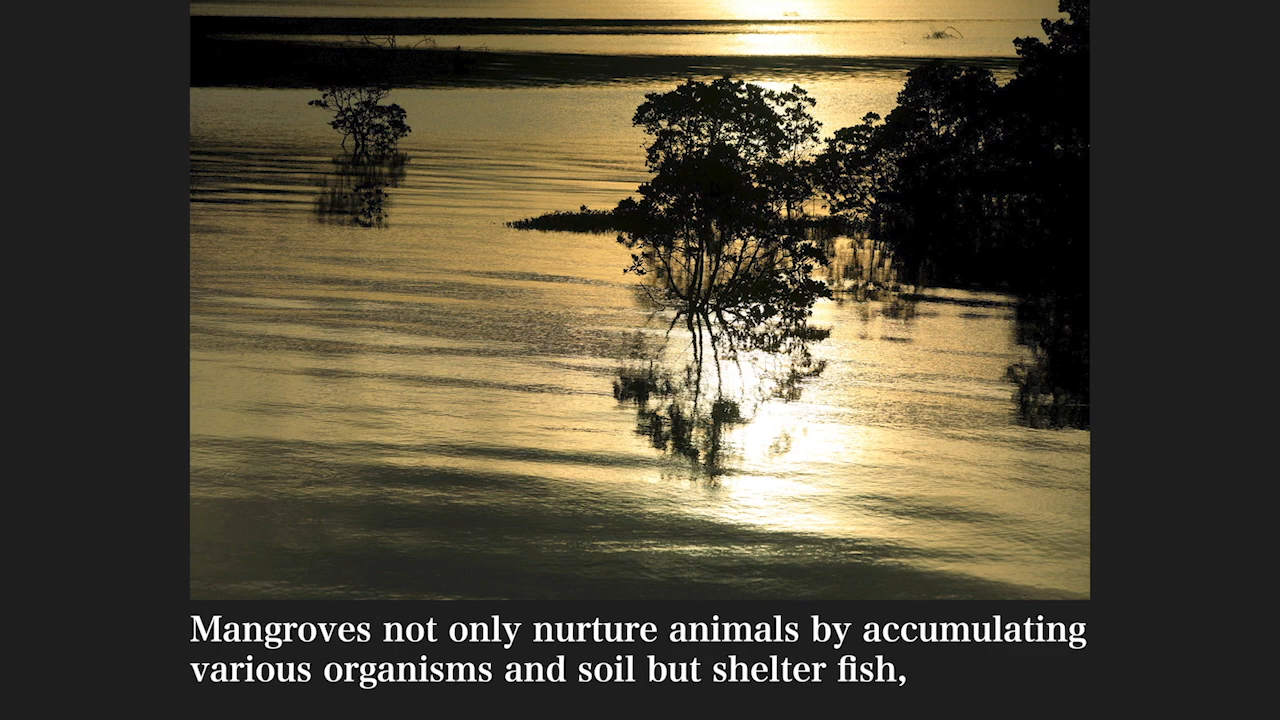 Mangroves not only nurture animals by accumulating
various organisms and soil but shelter fish,